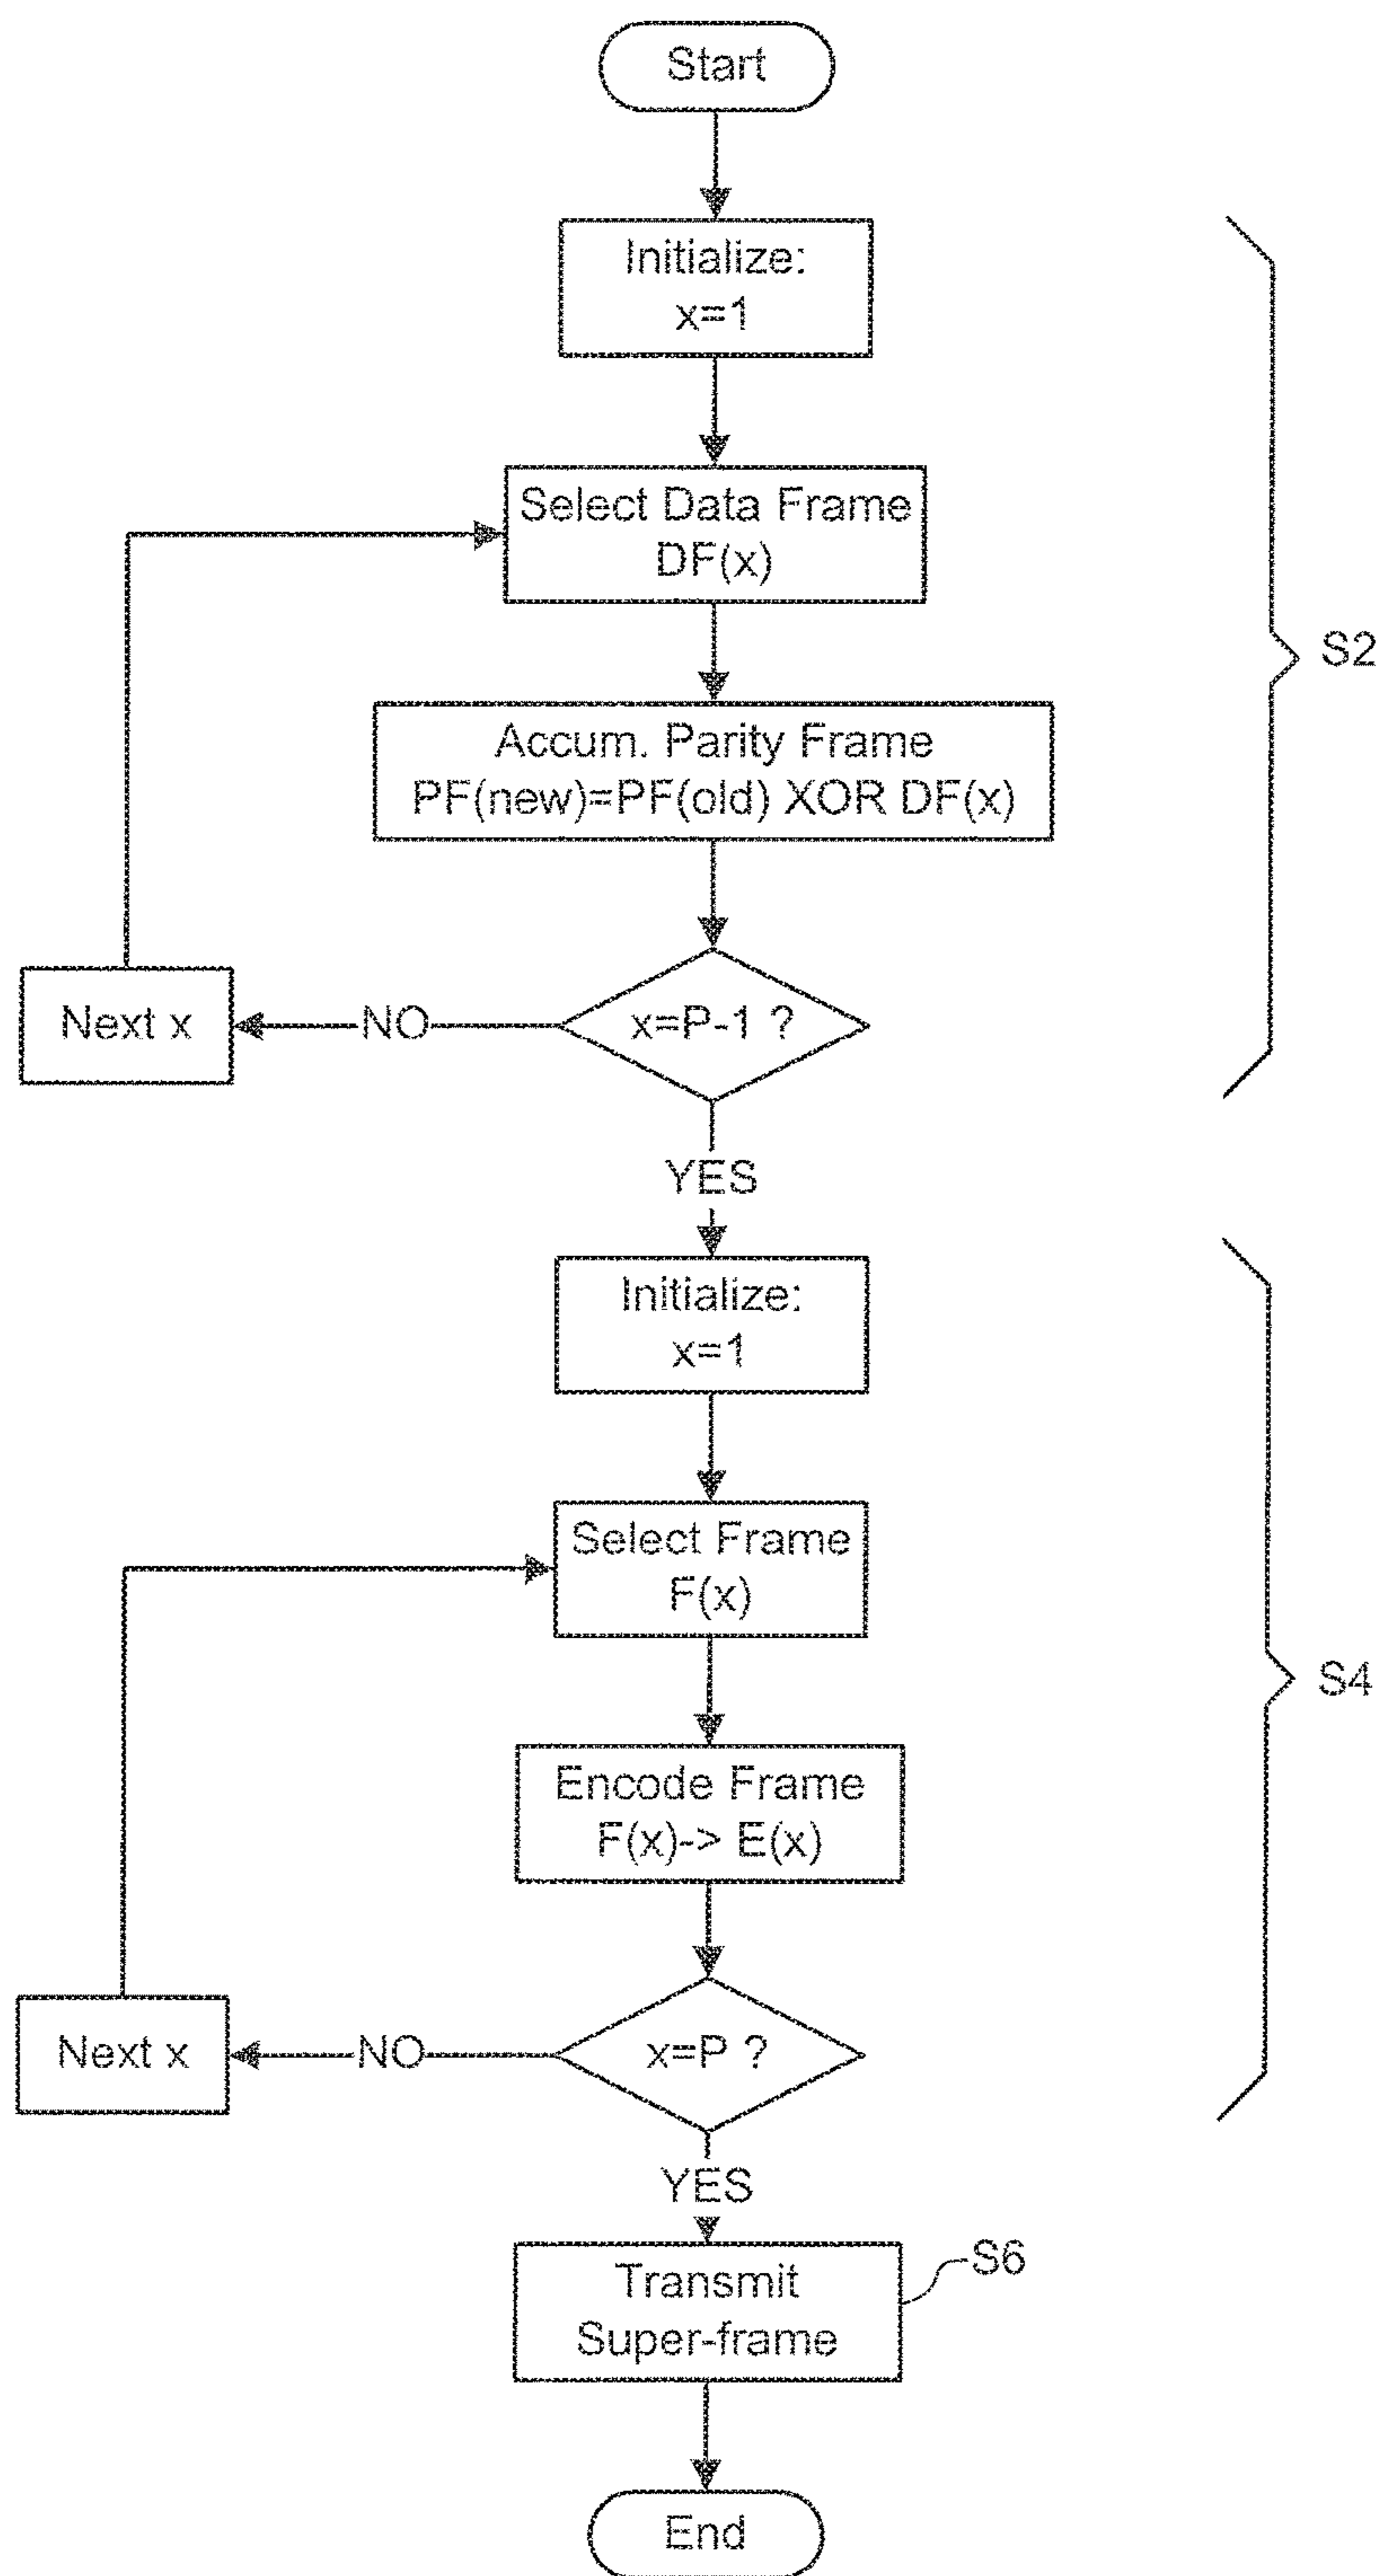 Start
Initialize:
x=1
Select Data Frame
DF(x)
S2
Accum. Parity Frame
PF(new)=PF(old) XOR DF(x)
Next x
NO
x=P-1 ?
YES
Initialize:
x=1
Select Frame
F(x)
S4
Encode Frame
F(x)-> E(x)
Next x
NO
x=P ?
YES
S6
Transmit
Super-frame
End